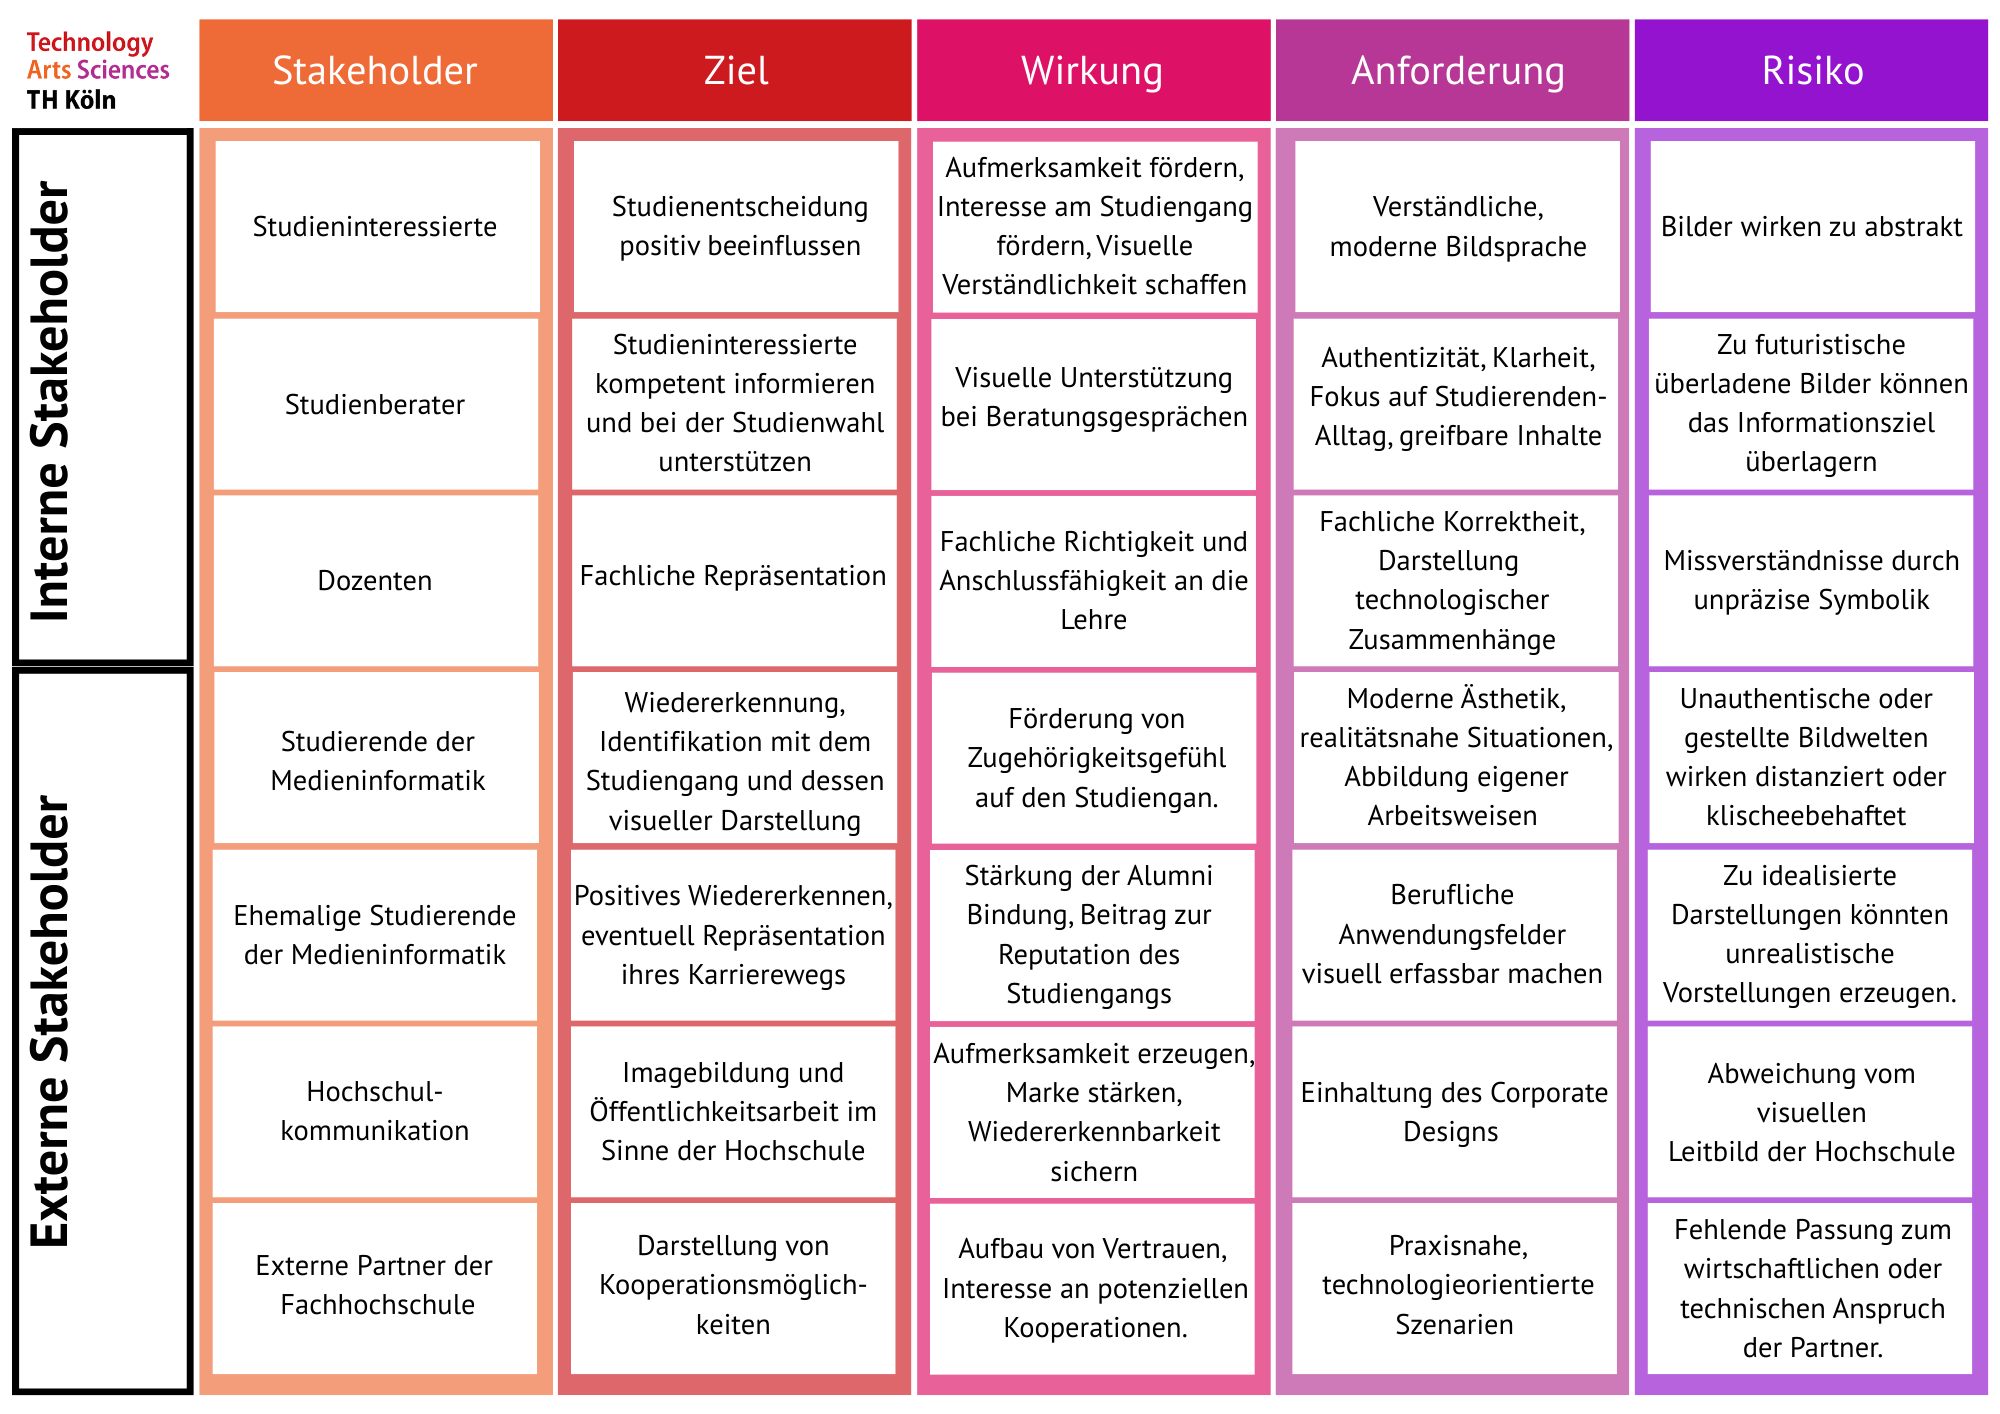 Technology
Arts Sciences
TH Köln
Stakeholder
Ziel
Wirkung
Anforderung
Risiko
Interne Stakeholder
Studieninteressierte
Studienentscheidung
positiv beeinflussen
Aufmerksamkeit fördern,
Interesse am Studiengang
fördern, Visuelle
Verständlichkeit schaffen
Verständliche,
moderne Bildsprache
Bilder wirken zu abstrakt
Studienberater
Studieninteressierte
kompetent informieren
und bei der Studienwahl
unterstützen
Visuelle Unterstützung
bei Beratungsgesprächen
Authentizität, Klarheit,
Fokus auf Studierenden-
Alltag, greifbare Inhalte
Zu futuristische
überladene Bilder können
das Informationsziel
überlagern
Dozenten
Fachliche Repräsentation
Fachliche Richtigkeit und
Anschlussfähigkeit an die
Lehre
Fachliche Korrektheit,
Darstellung
technologischer
Zusammenhänge
Missverständnisse durch
unpräzise Symbolik
Externe Stakeholder
Studierende der
Medieninformatik
Wiedererkennung,
Identifikation mit dem
Studiengang und dessen
visueller Darstellung
Förderung von
Zugehörigkeitsgefühl
auf den Studiengan.
Moderne Ästhetik,
realitätsnahe Situationen,
Abbildung eigener
Arbeitsweisen
Unauthentische oder
gestellte Bildwelten
wirken distanziert oder
klischeebehaftet
Ehemalige Studierende
der Medieninformatik
Positives Wiedererkennen,
eventuell Repräsentation
ihres Karrierewegs
Stärkung der Alumni
Bindung, Beitrag zur
Reputation des
Studiengangs
Berufliche
Anwendungsfelder
visuell erfassbar machen
Zu idealisierte
Darstellungen könnten
unrealistische
Vorstellungen erzeugen.
Hochschul-
kommunikation
Imagebildung und
Öffentlichkeitsarbeit im
Sinne der Hochschule
Aufmerksamkeit erzeugen,
Marke stärken,
Wiedererkennbarkeit
sichern
Einhaltung des Corporate
Designs
Abweichung vom
visuellen
Leitbild der Hochschule
Externe Partner der
Fachhochschule
Darstellung von
Kooperationsmöglich-
keiten
Aufbau von Vertrauen,
Interesse an potenziellen
Kooperationen.
Praxisnahe,
technologieorientierte
Szenarien
Fehlende Passung zum
wirtschaftlichen oder
technischen Anspruch
der Partner.